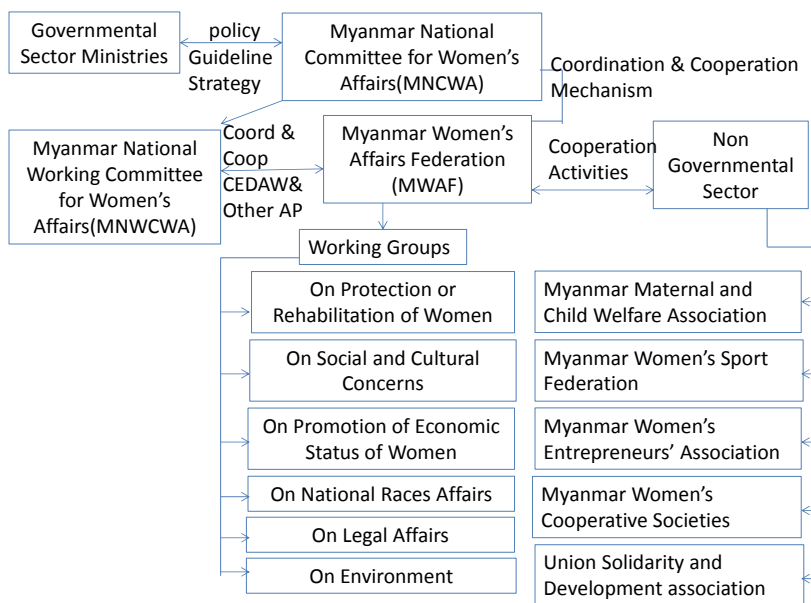 Governmental
Sector Ministries
policy
Guideline
Strategy
Myanmar National
Committee for Women's
Affairs(MNCWA)
Coordination & Cooperation
Mechanism
Myanmar National
Working Committee
for Women's
Affairs(MNWCWA)
Coord &
Coop
CEDAW&
Other AP
Myanmar Women's
Affairs Federation
(MWAF)
Cooperation
Activities
Non
Governmental
Sector
Working Groups
On Protection or
Rehabilitation of Women
On Social and Cultural
Concerns
On Promotion of Economic
Status of Women
On National Races Affairs
On Legal Affairs
On Environment
Myanmar Maternal and
Child Welfare Association
Myanmar Women's Sport
Federation
Myanmar Women's
Entrepreneurs' Association
Myanmar Women's
Cooperative Societies
Union Solidarity and
Development association